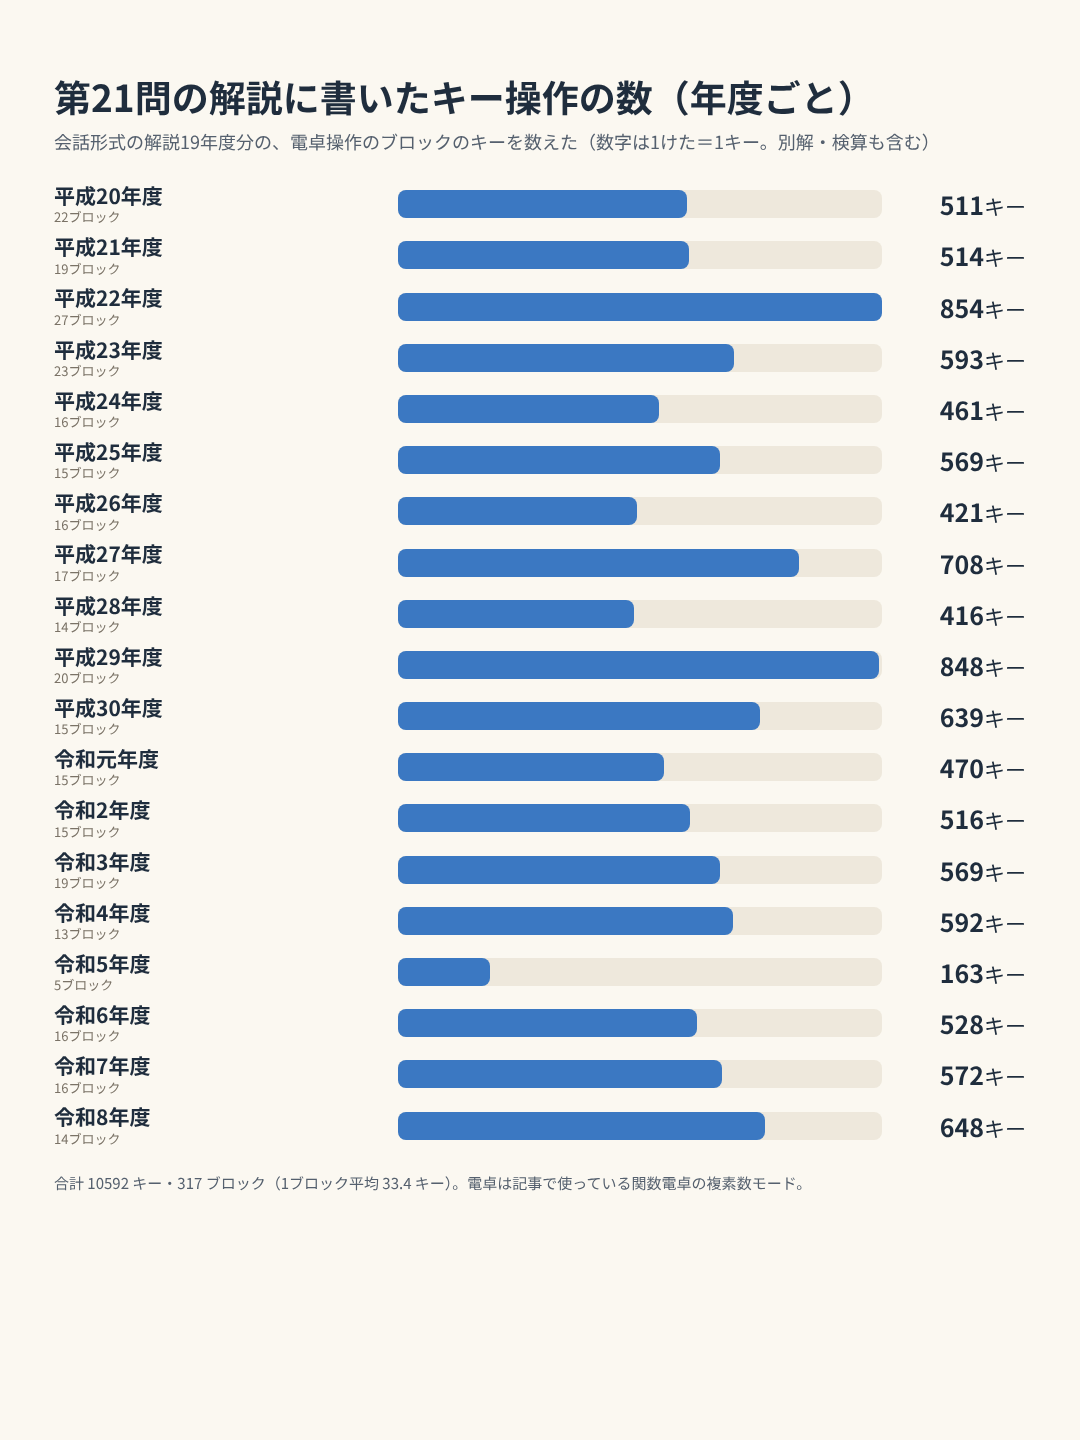 第21問の解説に書いたキー操作の数（年度ごと）
会話形式の解説19年度分の、電卓操作のブロックのキーを数えた（数字は1けた＝1キー。別解・検算も含む）
平成20年度
22ブロック
511キー
平成21年度
19ブロック
514キー
平成22年度
27ブロック
854キー
平成23年度
23ブロック
593キー
平成24年度
16ブロック
461キー
平成25年度
15ブロック
569キー
平成26年度
16ブロック
421キー
平成27年度
17ブロック
708キー
平成28年度
14ブロック
416キー
平成29年度
20ブロック
848キー
平成30年度
15ブロック
639キー
令和元年度
15ブロック
470キー
令和2年度
15ブロック
516キー
令和3年度
19ブロック
569キー
令和4年度
13ブロック
592キー
令和5年度
5ブロック
163キー
令和6年度
16ブロック
528キー
令和7年度
16ブロック
572キー
令和8年度
14ブロック
648キー
合計 10592 キー・317 ブロック（1ブロック平均 33.4 キー）。電卓は記事で使っている関数電卓の複素数モード。